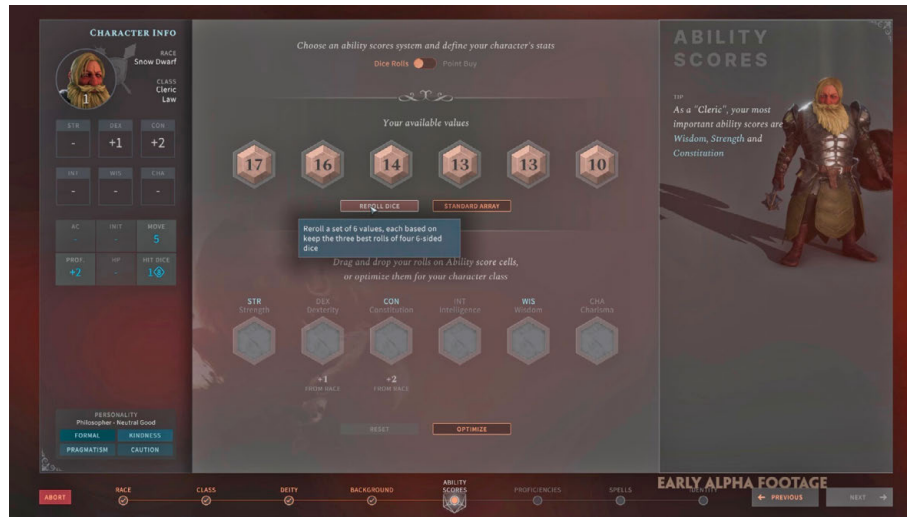 CHARACTER INFO
RACE
Snow Dwarf
CLASS
Cleric
Law
1
STR DEX CON
- +1 +2
INT WIS CHA
- - -
AC INIT MOVE
- - 5
PROF. HP HIT DICE
+2 - 1
PERSONALITY
Philosopher - Neutral Good
FORMAL KINDNESS
PRAGMATISM CAUTION
Choose an ability scores system and define your character's stats
Dice Rolls Point Buy
Your available values
17 16 14 13 13 10
REROLL DICE STANDARD ARRAY
Reroll a set of 6 values, each based on
keep the three best rolls of four 6-sided
dice
Drag and drop your rolls on Ability score cells,
or optimize them for your character class
STR DEX CON INT WIS CHA
Strength Dexterity Constitution Intelligence Wisdom Charisma
+1 +2
FROM RACE FROM RACE
RESET OPTIMIZE
ABILITY
SCORES
TIP
As a "Cleric", your most
important ability scores are
Wisdom, Strength and
Constitution
EARLY ALPHA FOOTAGE
ABORT RACE CLASS DEITY BACKGROUND ABILITY SCORES PROFICIENCIES SPELLS IDENTITY
PREVIOUS NEXT